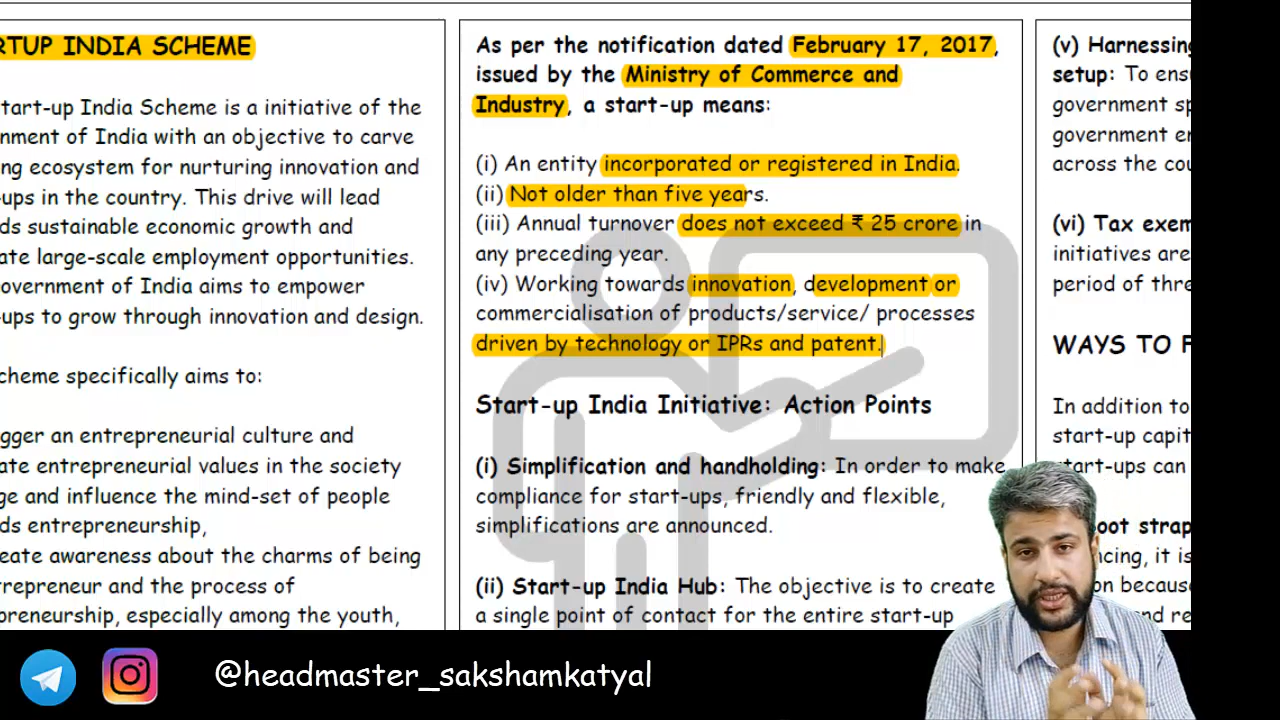 RTUP INDIA SCHEME
tart-up India Scheme is a initiative of the
nment of India with an objective to carve
ng ecosystem for nurturing innovation and
-ups in the country. This drive will lead
ds sustainable economic growth and
ate large-scale employment opportunities.
overnment of India aims to empower
-ups to grow through innovation and design.
cheme specifically aims to:
gger an entrepreneurial culture and
ate entrepreneurial values in the society
ge and influence the mind-set of people
ds entrepreneurship,
reate awareness about the charms of being
trepreneur and the process of
preneurship, especially among the youth,
As per the notification dated February 17, 2017,
issued by the Ministry of Commerce and
Industry, a start-up means:
(i) An entity incorporated or registered in India.
(ii) Not older than five years.
(iii) Annual turnover does not exceed ₹ 25 crore in
any preceding year.
(iv) Working towards innovation, development or
commercialisation of products/service/ processes
driven by technology or IPRs and patent.
Start-up India Initiative: Action Points
(i) Simplification and handholding: In order to make
compliance for start-ups, friendly and flexible,
simplifications are announced.
(ii) Start-up India Hub: The objective is to create
a single point of contact for the entire start-up
(v) Harnessing
setup: To ens
government sp
government en
across the cou
(vi) Tax exem
initiatives are
period of thre
WAYS TO F
In addition to
start-up capit
start-ups can
oot strap
ncing, it is
on because
and re
@headmaster_sakshamkatyal